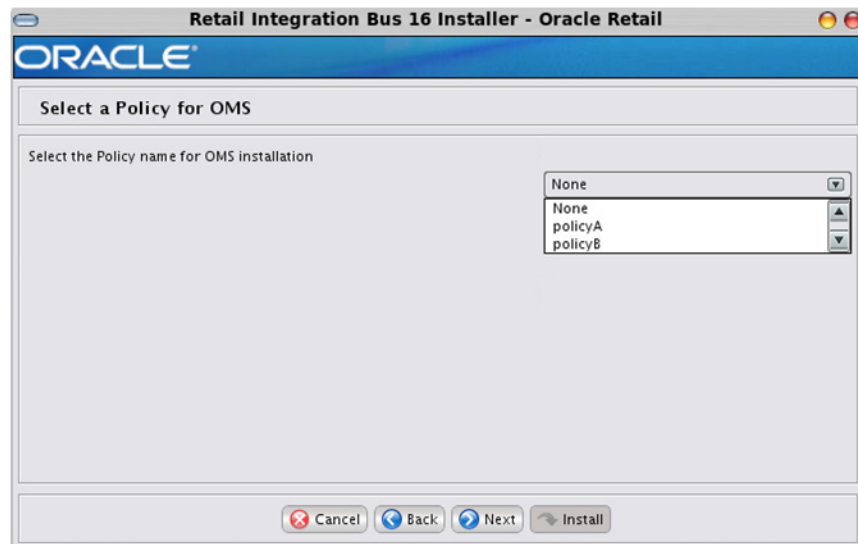 Retail Integration Bus 16 Installer - Oracle Retail
ORACLE®
Select a Policy for OMS
Select the Policy name for OMS installation
None
None
policyA
policyB
Cancel Back Next Install